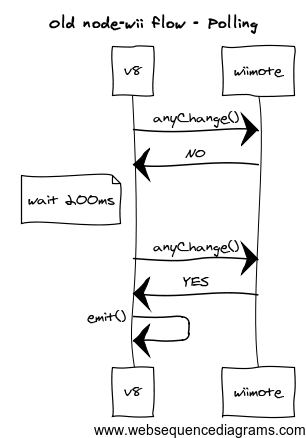 Old node-wii flow - Polling
v8
wiimote
anyChange()
NO
wait 200ms
anyChange()
YES
emit()
v8
wiimote
www.websequencediagrams.com